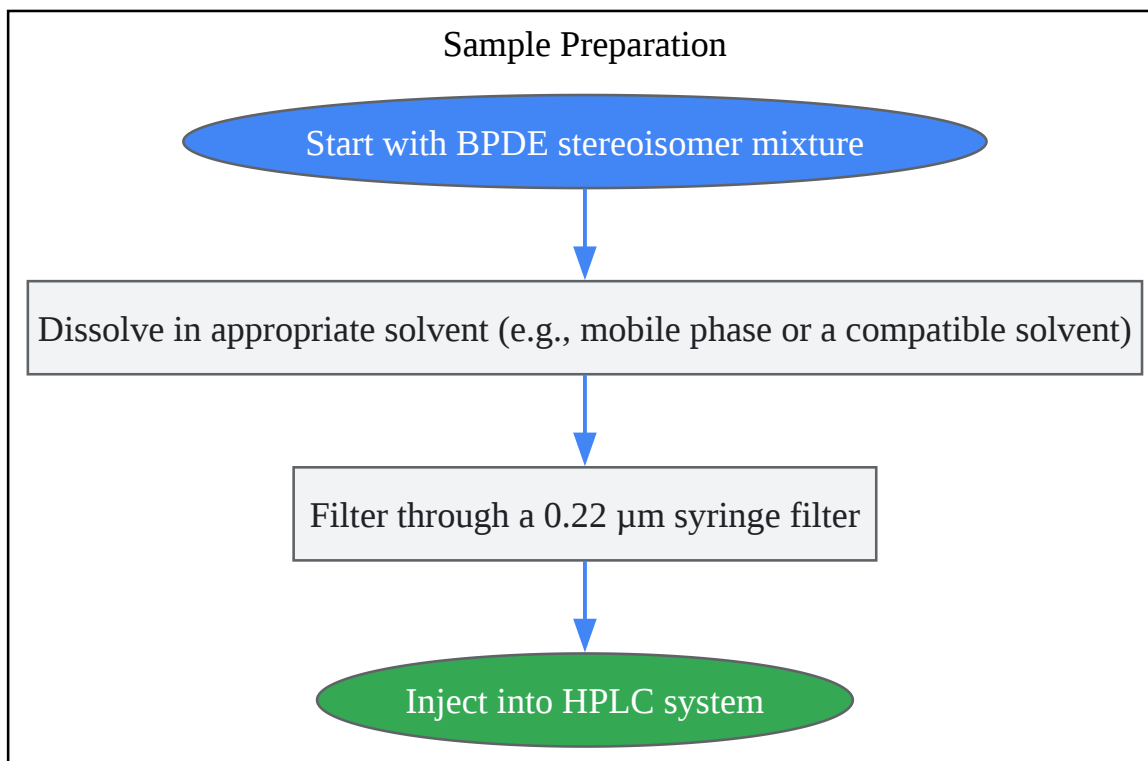 Sample Preparation
Start with BPDE stereoisomer mixture
Dissolve in appropriate solvent (e.g., mobile phase or a compatible solvent)
Filter through a 0.22 µm syringe filter
Inject into HPLC system